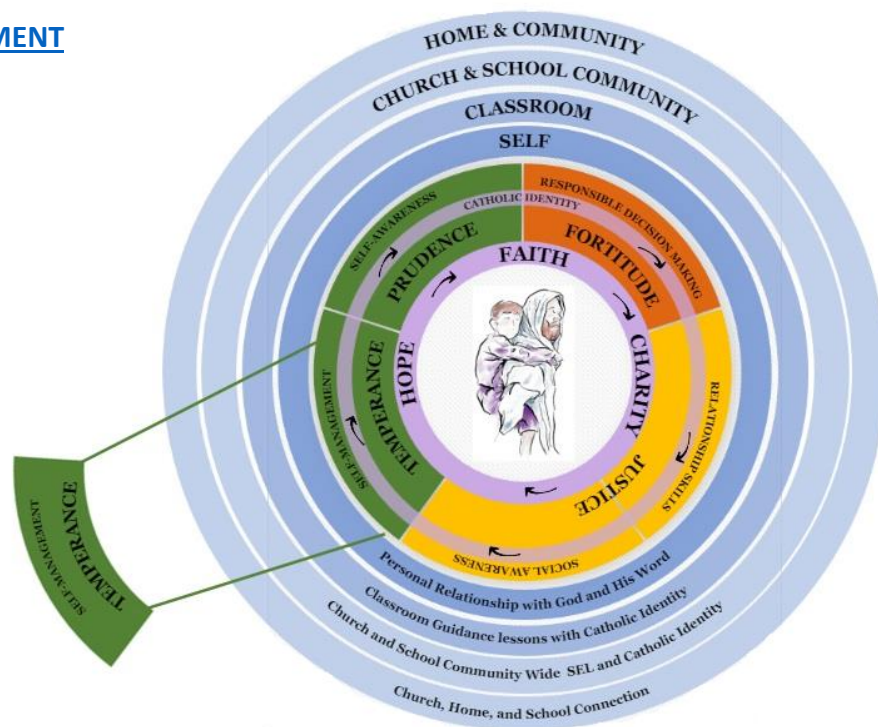 MENT
HOME & COMMUNITY
CHURCH & SCHOOL COMMUNITY
CLASSROOM
SELF
SELF-AWARENESS
RESPONSIBLE DECISION MAKING
CATHOLIC IDENTITY
PRUDENCE
FORTITUDE
FAITH
HOPE
CHARITY
TEMPERANCE
SELF-MANAGEMENT
JUSTICE
RELATIONSHIP SKILLS
SOCIAL AWARENESS
TEMPERANCE
SELF-MANAGEMENT
Personal Relationship with God and His Word
Classroom Guidance lessons with Catholic Identity
Church and School Community Wide SEL and Catholic Identity
Church, Home, and School Connection